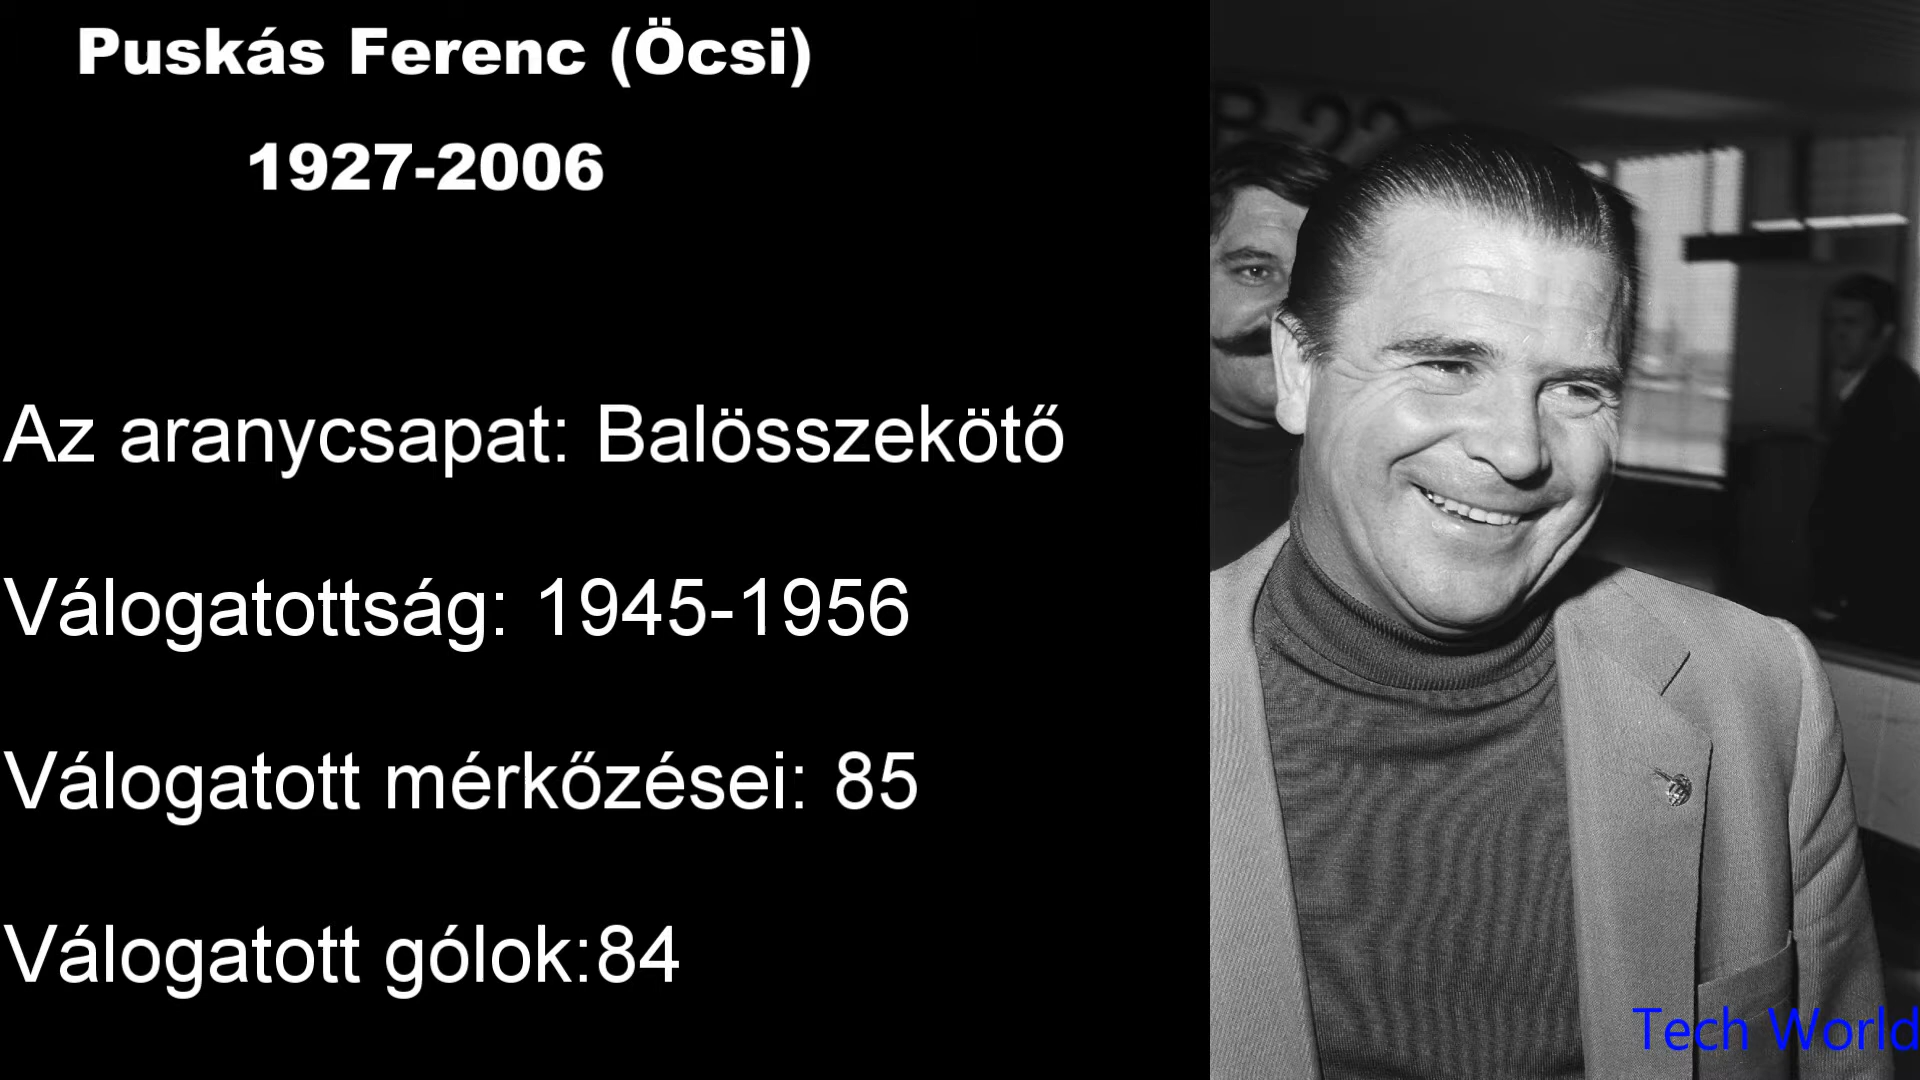 Puskás Ferenc (Öcsi)
1927-2006
Az aranycsapat: Balösszekötő
Válogatottság: 1945-1956
Válogatott mérkőzései: 85
Válogatott gólok:84
B 22
Tech World